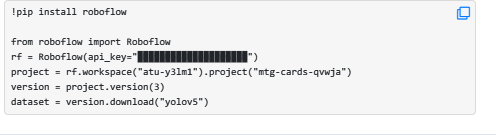 !pip install roboflow
from roboflow import Roboflow
rf = Roboflow(api_key="████████████████████")
project = rf.workspace("atu-y3lm1").project("mtg-cards-qvwja")
version = project.version(3)
dataset = version.download("yolov5")